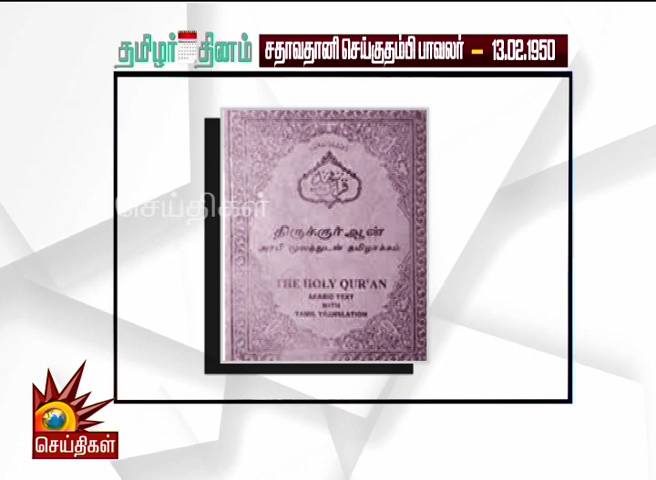 தமிழர் தினம் சதாவதானி செய்குதம்பி பாவலர் – 13.02.1950
செய்திகள்
திருக்குர்ஆன்
அரபி மூலத்துடன் தமிழாக்கம்
THE HOLY QUR'AN
ARABIC TEXT
WITH
TAMIL TRANSLATION
செய்திகள்